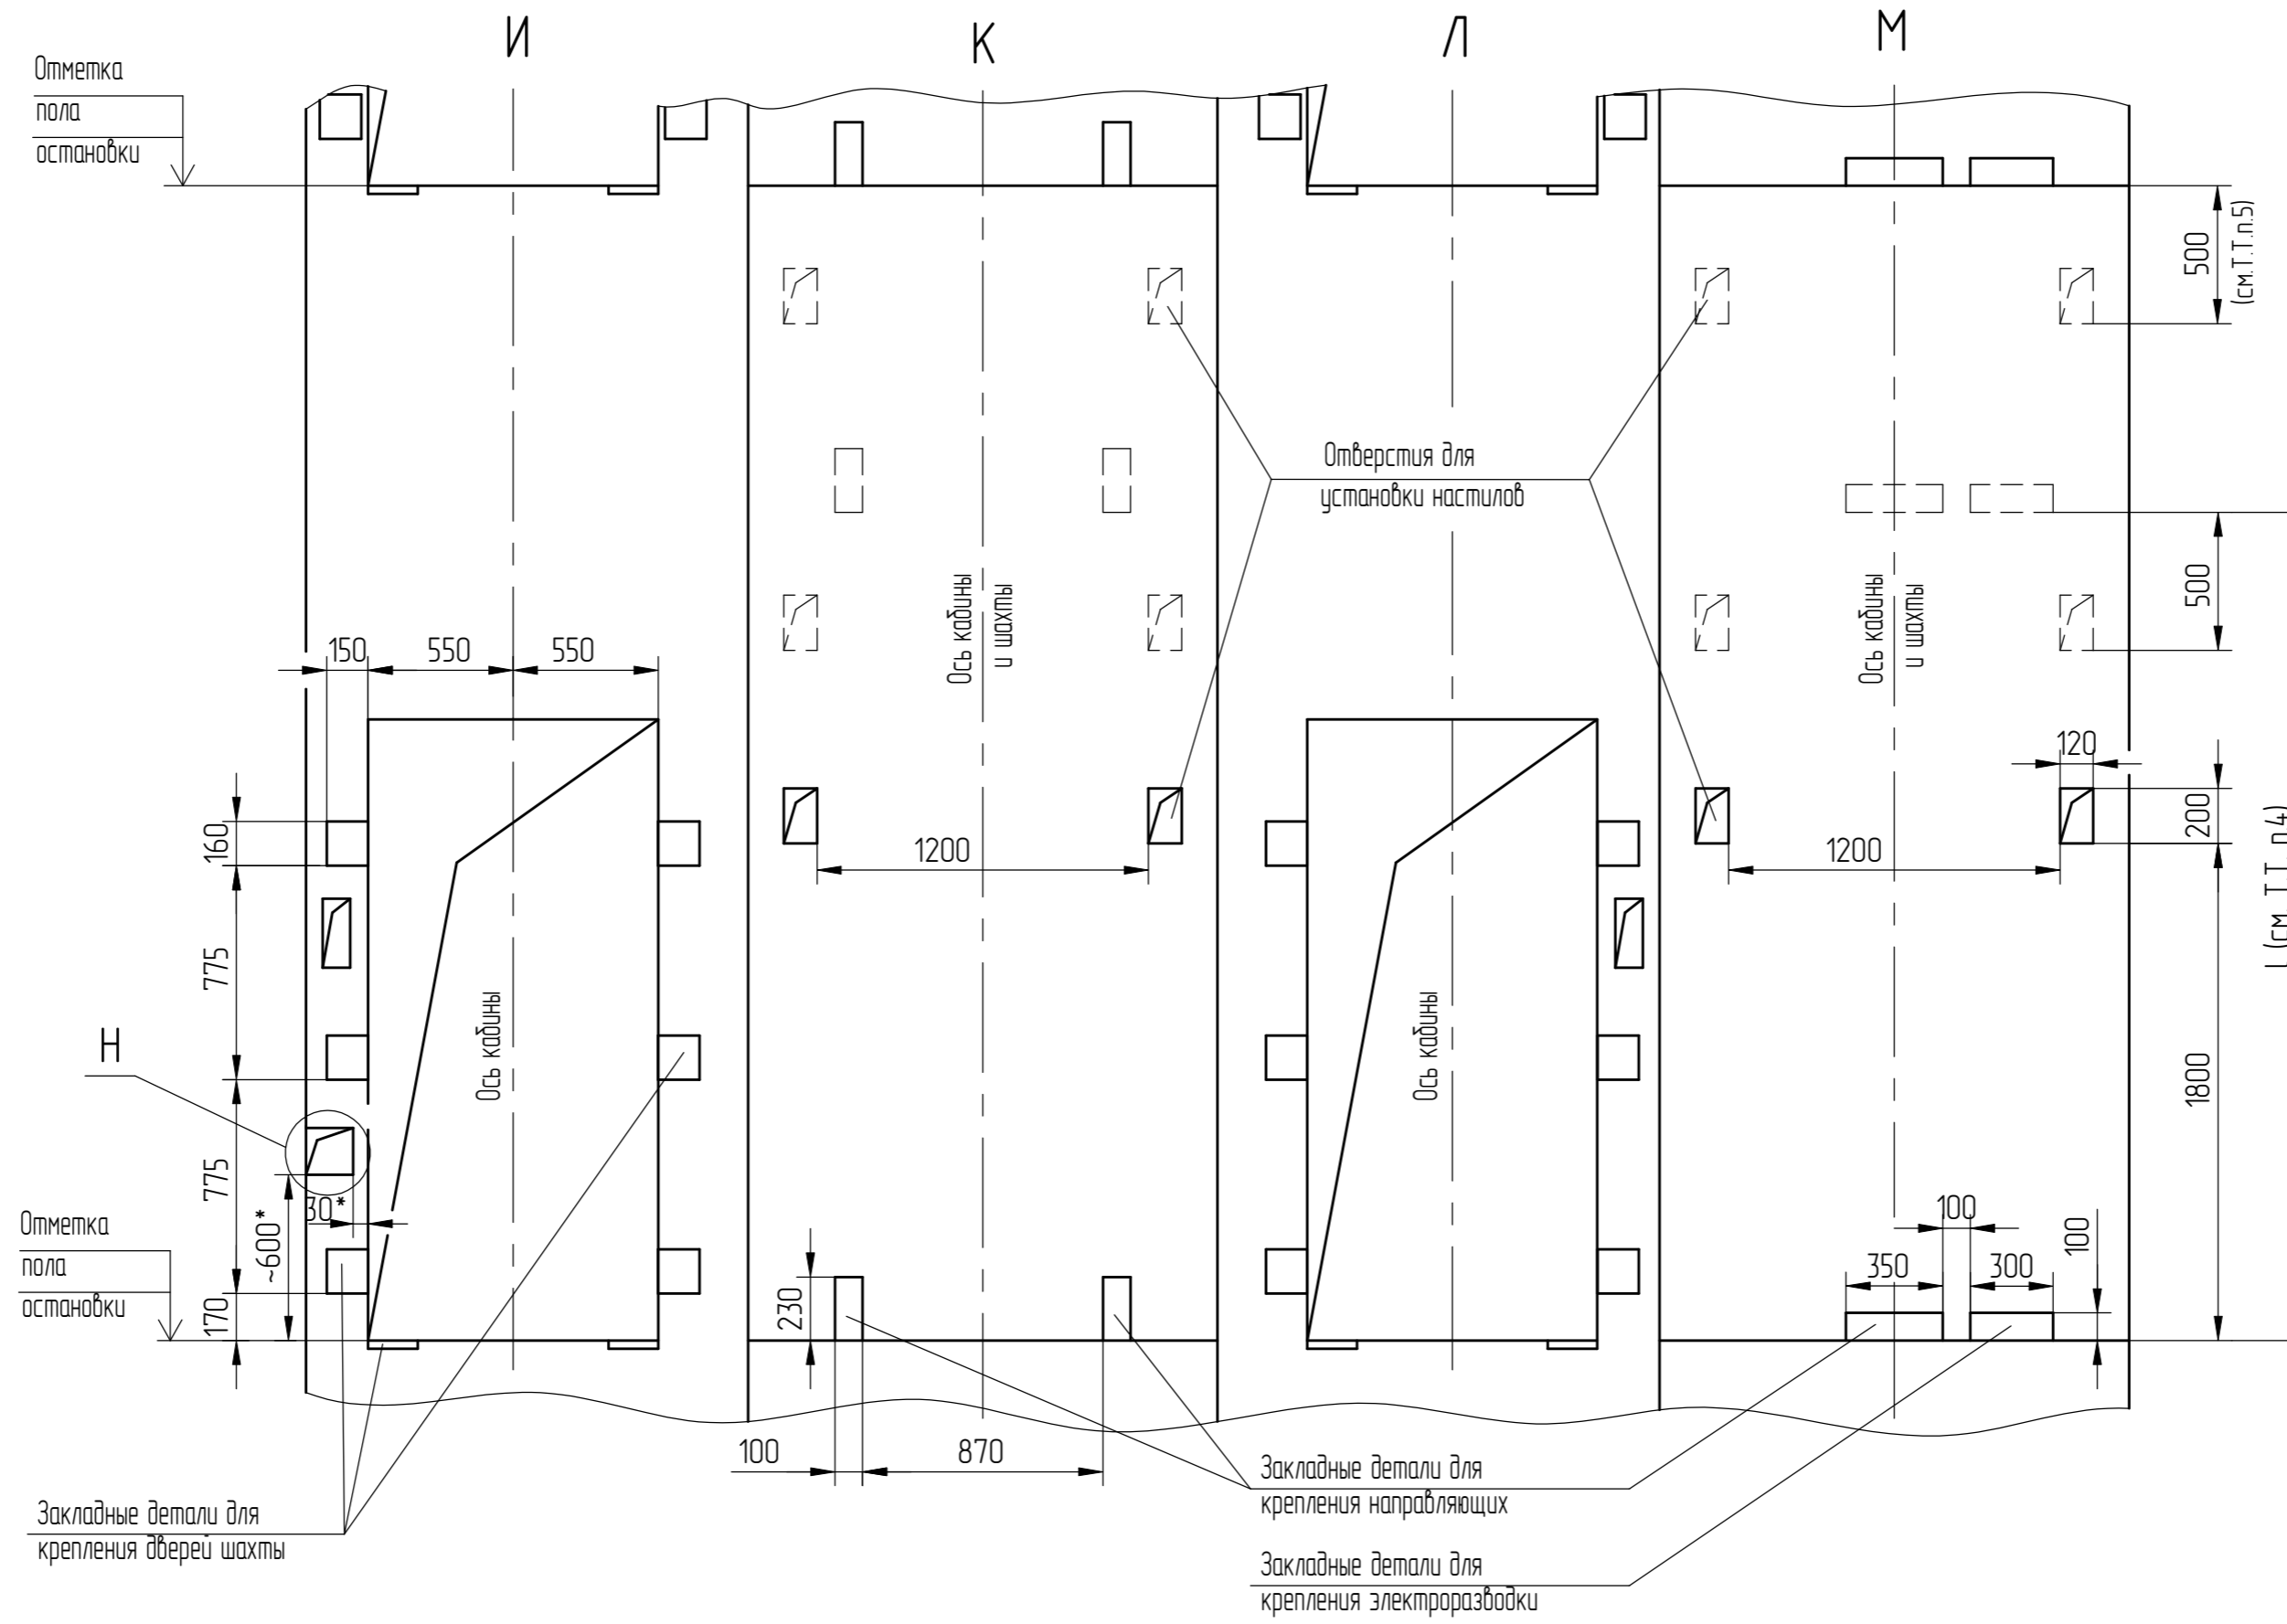 И
К
Л
М
Отметка
пола
остановки
500
(см.Т.Т.п.5)
Отверстия для
установки настилов
Ось кабины
и шахты
Ось кабины
и шахты
500
150
550
550
120
200
160
1200
1200
L (см.Т.Т.п.4)
775
Ось кабины
Ось кабины
Н
1800
775
30*
~600*
Отметка
пола
остановки
170
230
100
350
300
100
100
870
Закладные детали для
крепления направляющих
Закладные детали для
крепления дверей шахты
Закладные детали для
крепления электроразводки